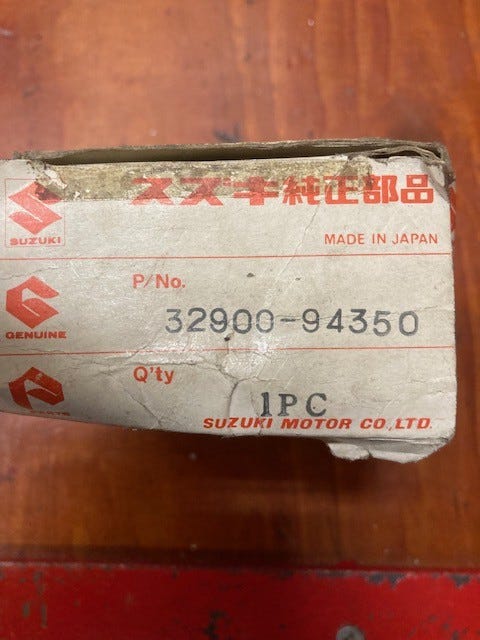 スズキ純正部品
SUZUKI
MADE IN JAPAN
P/No.
32900-94350
GENUINE
Q'ty
1PC
PARTS
SUZUKI MOTOR CO.,LTD.